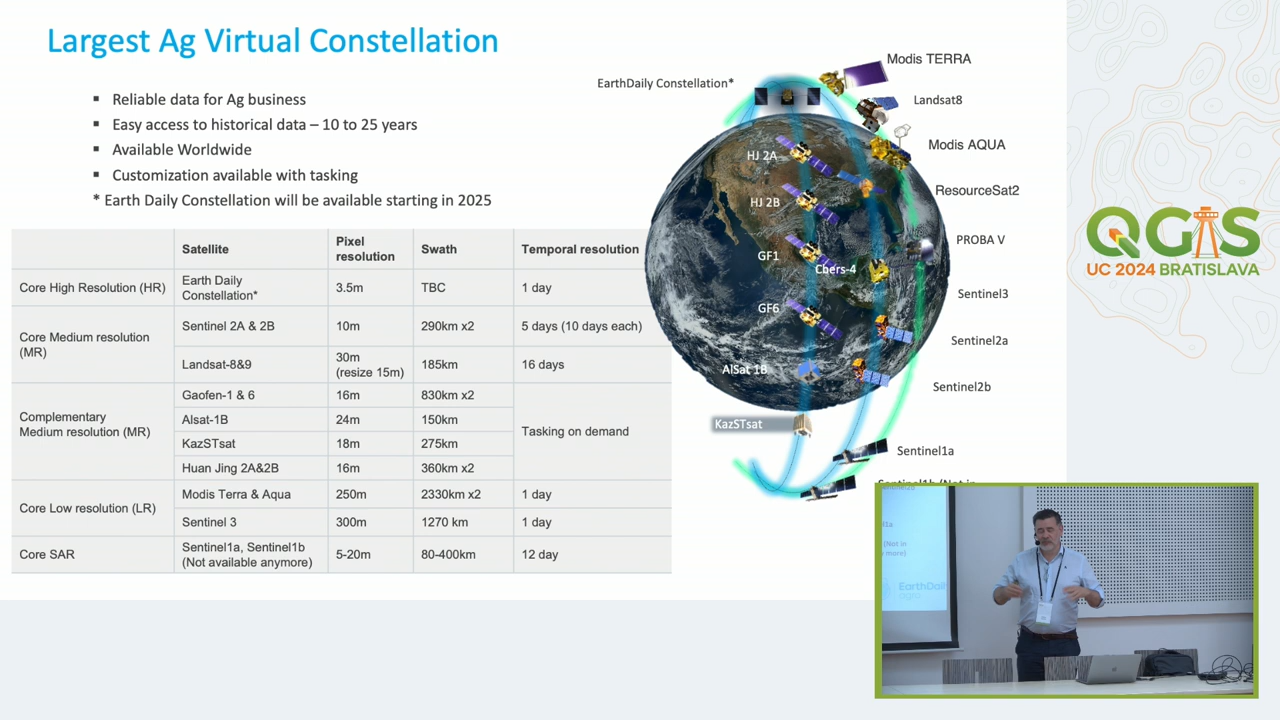 Largest Ag Virtual Constellation
▪ Reliable data for Ag business
▪ Easy access to historical data – 10 to 25 years
▪ Available Worldwide
▪ Customization available with tasking
* Earth Daily Constellation will be available starting in 2025
Satellite Pixel resolution Swath Temporal resolution
Core High Resolution (HR) Earth Daily Constellation* 3.5m TBC 1 day
Core Medium resolution (MR) Sentinel 2A & 2B 10m 290km x2 5 days (10 days each)
Landsat-8&9 30m (resize 15m) 185km 16 days
Complementary Medium resolution (MR) Gaofen-1 & 6 16m 830km x2 Tasking on demand
Alsat-1B 24m 150km
KazSTsat 18m 275km
Huan Jing 2A&2B 16m 360km x2
Core Low resolution (LR) Modis Terra & Aqua 250m 2330km x2 1 day
Sentinel 3 300m 1270 km 1 day
Core SAR Sentinel1a, Sentinel1b (Not available anymore) 5-20m 80-400km 12 day
EarthDaily Constellation*
Modis TERRA
Landsat8
Modis AQUA
HJ 2A
ResourceSat2
HJ 2B
PROBA V
GF1
Cbers-4
Sentinel3
GF6
Sentinel2a
AlSat 1B
Sentinel2b
KazSTsat
Sentinel1a
Sentinel1b (Not in
QGIS
UC 2024 BRATISLAVA
(Not in
more)
EarthDaily
agro